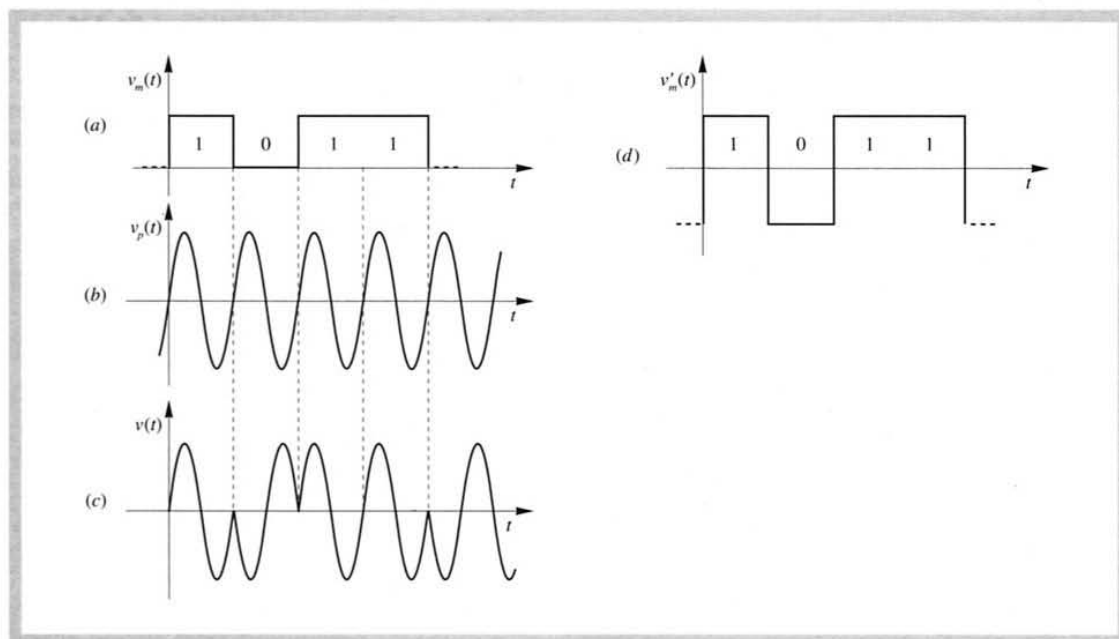 v_m(t)
(a)
1 0 1 1
t
v_p(t)
(b)
t
v(t)
(c)
t
v'_m(t)
(d)
1 0 1 1
t